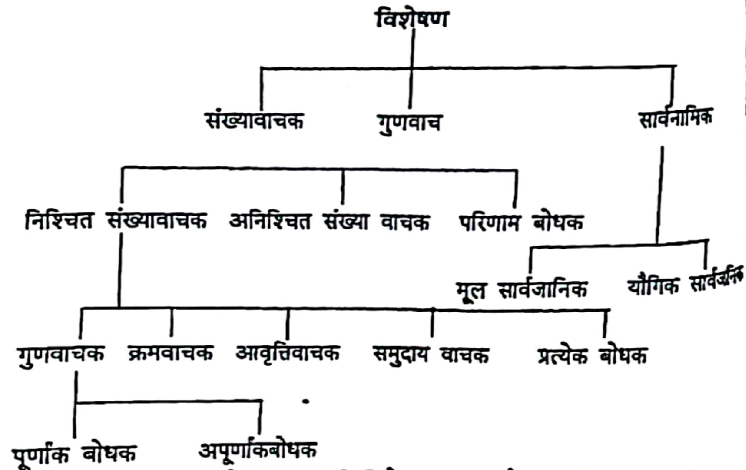 विशेषण
संख्यावाचक गुणवाच सार्वनामिक
निश्चित संख्यावाचक अनिश्चित संख्या वाचक परिणाम बोधक
मूल सार्वजानिक यौगिक सार्वजनिक
गुणवाचक क्रमवाचक आवृत्तिवाचक समुदाय वाचक प्रत्येक बोधक
पूर्णांक बोधक अपूर्णांकबोधक